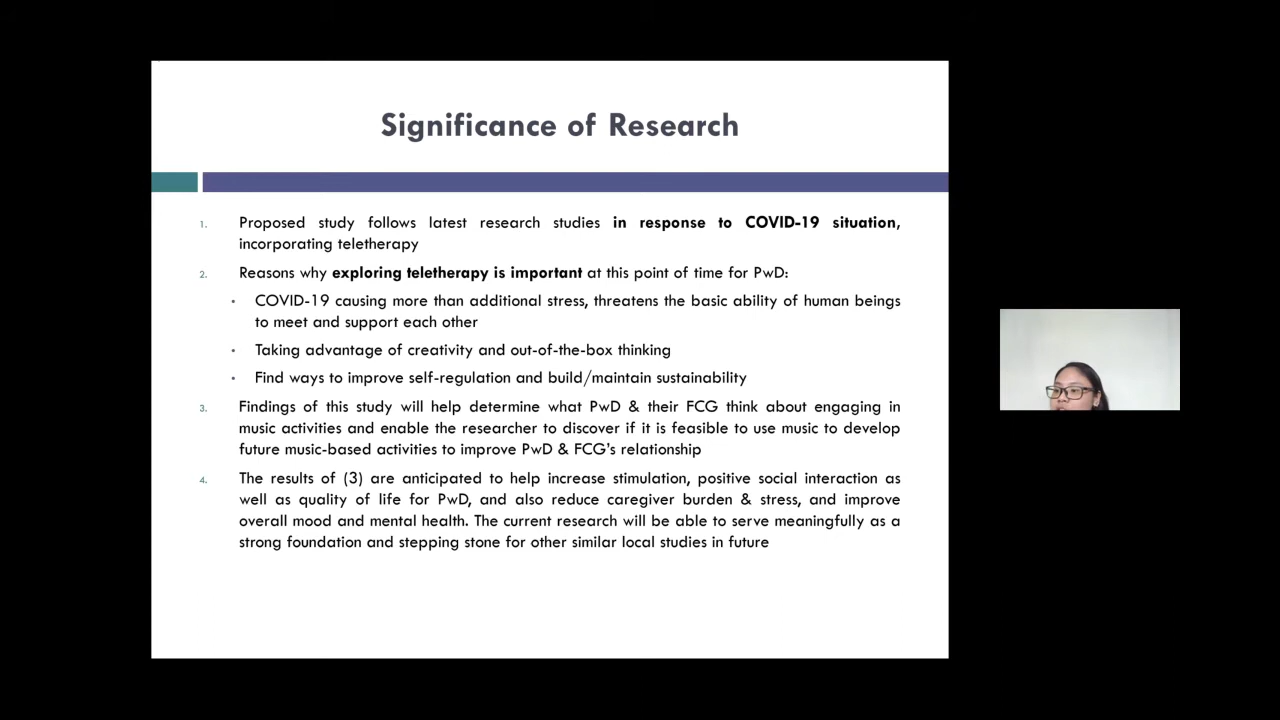 Significance of Research
1. Proposed study follows latest research studies in response to COVID-19 situation,
incorporating teletherapy
2. Reasons why exploring teletherapy is important at this point of time for PwD:
• COVID-19 causing more than additional stress, threatens the basic ability of human beings
to meet and support each other
• Taking advantage of creativity and out-of-the-box thinking
• Find ways to improve self-regulation and build/maintain sustainability
3. Findings of this study will help determine what PwD & their FCG think about engaging in
music activities and enable the researcher to discover if it is feasible to use music to develop
future music-based activities to improve PwD & FCG's relationship
4. The results of (3) are anticipated to help increase stimulation, positive social interaction as
well as quality of life for PwD, and also reduce caregiver burden & stress, and improve
overall mood and mental health. The current research will be able to serve meaningfully as a
strong foundation and stepping stone for other similar local studies in future